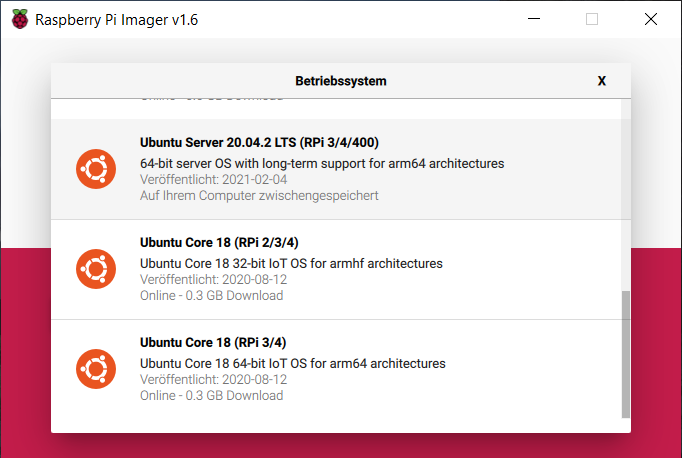 Raspberry Pi Imager v1.6
Betriebssystem
X
Ubuntu Server 20.04.2 LTS (RPi 3/4/400)
64-bit server OS with long-term support for arm64 architectures
Veröffentlicht: 2021-02-04
Auf Ihrem Computer zwischengespeichert
Ubuntu Core 18 (RPi 2/3/4)
Ubuntu Core 18 32-bit IoT OS for armhf architectures
Veröffentlicht: 2020-08-12
Online - 0.3 GB Download
Ubuntu Core 18 (RPi 3/4)
Ubuntu Core 18 64-bit IoT OS for arm64 architectures
Veröffentlicht: 2020-08-12
Online - 0.3 GB Download